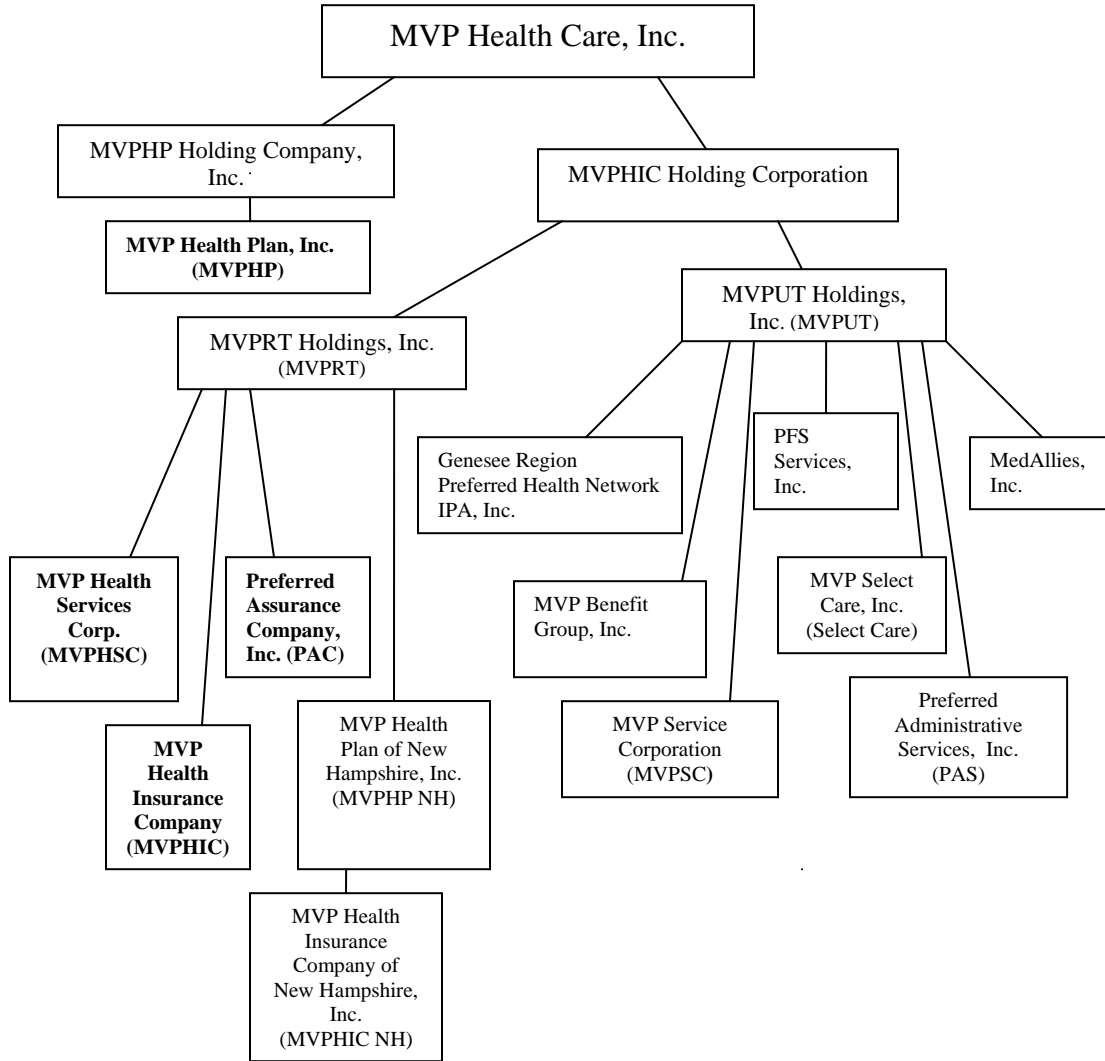 MVP Health Care, Inc.
MVPHP Holding Company,
Inc.
MVPHIC Holding Corporation
MVP Health Plan, Inc.
(MVPHP)
MVPUT Holdings,
Inc. (MVPUT)
MVPRT Holdings, Inc.
(MVPRT)
Genesee Region
Preferred Health Network
IPA, Inc.
PFS
Services,
Inc.
MedAllies,
Inc.
MVP Health
Services
Corp.
(MVPHSC)
Preferred
Assurance
Company,
Inc. (PAC)
MVP Benefit
Group, Inc.
MVP Select
Care, Inc.
(Select Care)
MVP
Health
Insurance
Company
(MVPHIC)
MVP Health
Plan of New
Hampshire, Inc.
(MVPHP NH)
MVP Service
Corporation
(MVPSC)
Preferred
Administrative
Services, Inc.
(PAS)
MVP Health
Insurance
Company of
New Hampshire,
Inc.
(MVPHIC NH)